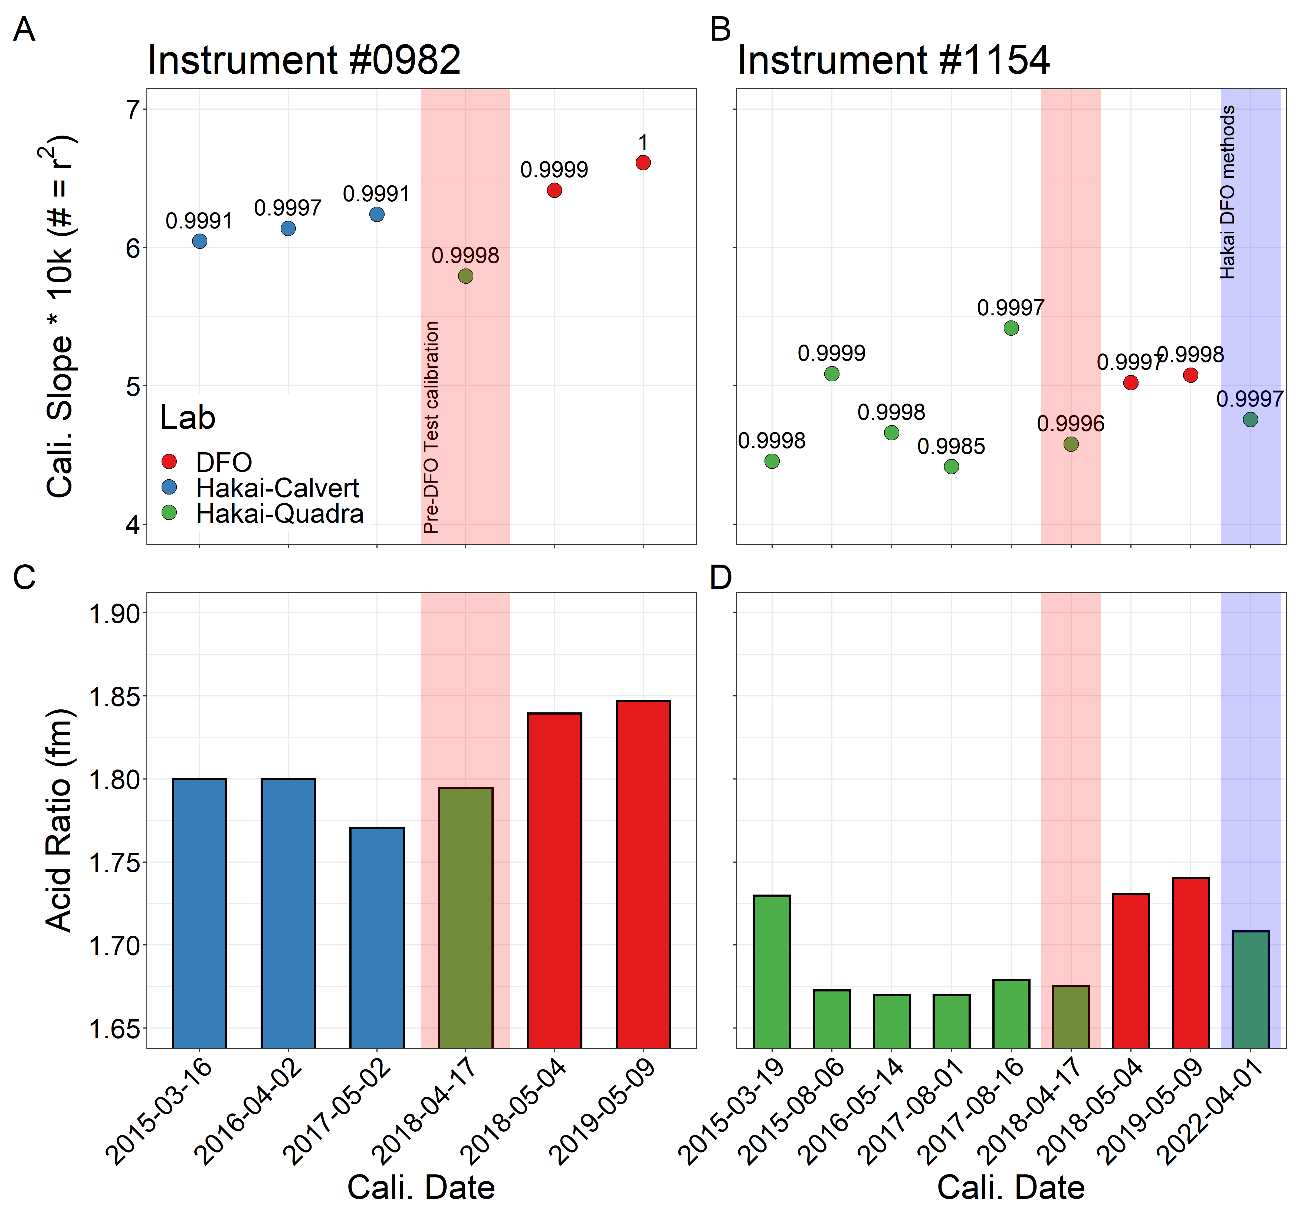 A
B
Instrument #0982
Instrument #1154
Cali. Slope * 10k (# = r²)
7
6
5
4
0.9991
0.9997
0.9991
0.9998
0.9999
1
Pre-DFO Test calibration
Lab
DFO
Hakai-Calvert
Hakai-Quadra
0.9998
0.9999
0.9998
0.9985
0.9997
0.9996
0.9997
0.9998
0.9997
Hakai DFO methods
C
D
Acid Ratio (fm)
1.90
1.85
1.80
1.75
1.70
1.65
2015-03-16
2016-04-02
2017-05-02
2018-04-17
2018-05-04
2019-05-09
Cali. Date
2015-03-19
2015-08-06
2016-05-14
2017-08-01
2017-08-16
2018-04-17
2018-05-04
2019-05-09
2022-04-01
Cali. Date